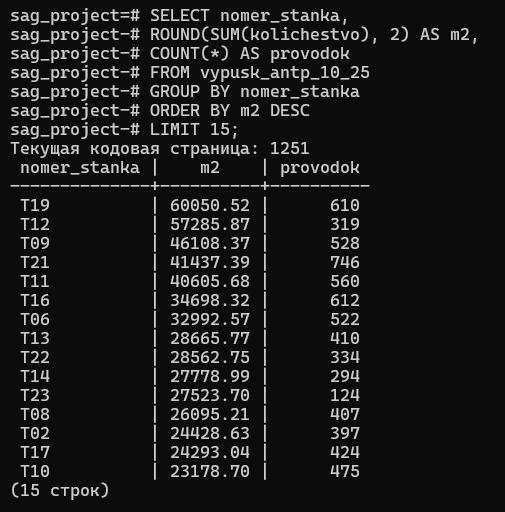 sag_project=# SELECT nomer_stanka,
sag_project-# ROUND(SUM(kolichestvo), 2) AS m2,
sag_project-# COUNT(*) AS provodok
sag_project-# FROM vypusk_antp_10_25
sag_project-# GROUP BY nomer_stanka
sag_project-# ORDER BY m2 DESC
sag_project-# LIMIT 15;
Текущая кодовая страница: 1251
 nomer_stanka |    m2    | provodok
--------------+----------+----------
 T19          | 60050.52 |      610
 T12          | 57285.87 |      319
 T09          | 46108.37 |      528
 T21          | 41437.39 |      746
 T11          | 40605.68 |      560
 T16          | 34698.32 |      612
 T06          | 32992.57 |      522
 T13          | 28665.77 |      410
 T22          | 28562.75 |      334
 T14          | 27778.99 |      294
 T23          | 27523.70 |      124
 T08          | 26095.21 |      407
 T02          | 24428.63 |      397
 T17          | 24293.04 |      424
 T10          | 23178.70 |      475
(15 строк)